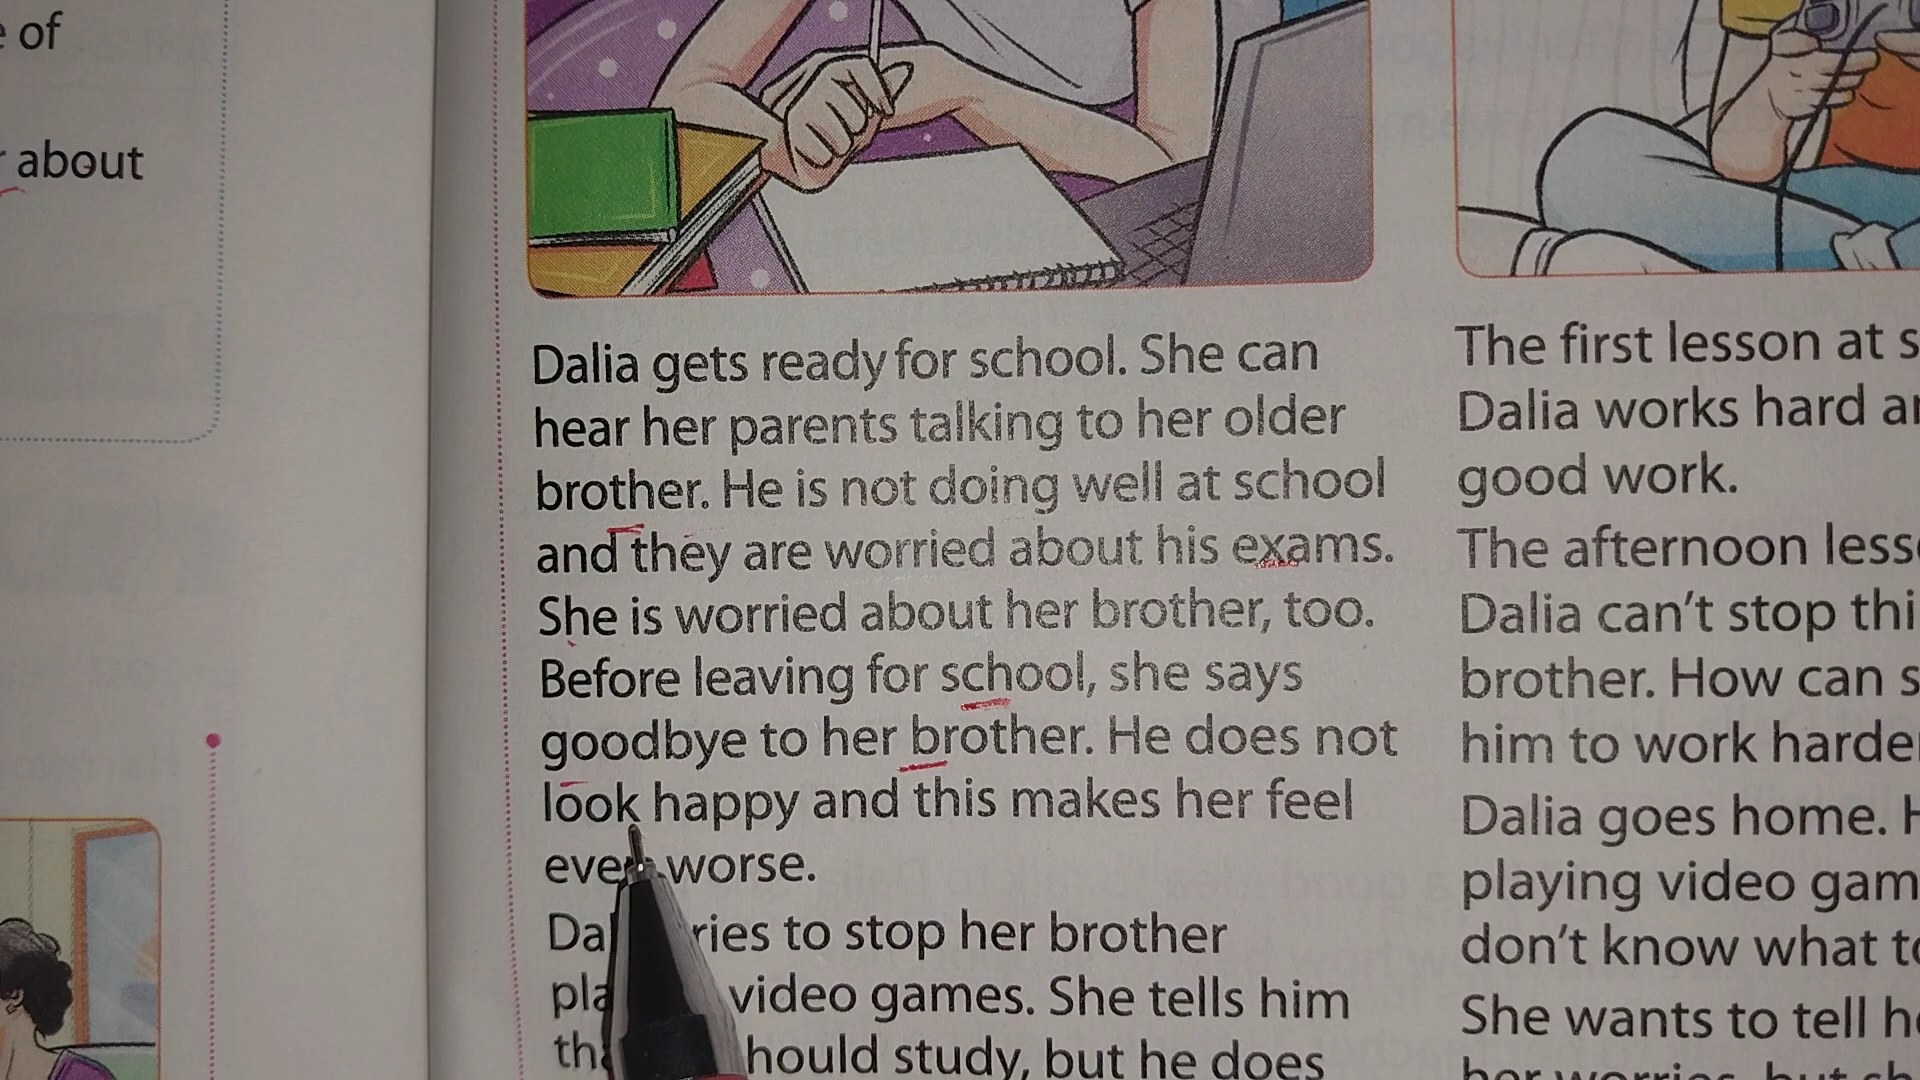 of
about
Dalia gets ready for school. She can
hear her parents talking to her older
brother. He is not doing well at school
and they are worried about his exams.
She is worried about her brother, too.
Before leaving for school, she says
goodbye to her brother. He does not
look happy and this makes her feel
even worse.
to stop her brother
video games. She tells him
study, but he does
The first lesson at
Dalia works hard
good work.
The afternoon
Dalia can't stop
brother. How can
him to work
Dalia goes home.
playing video
don't know what
She wants to tell